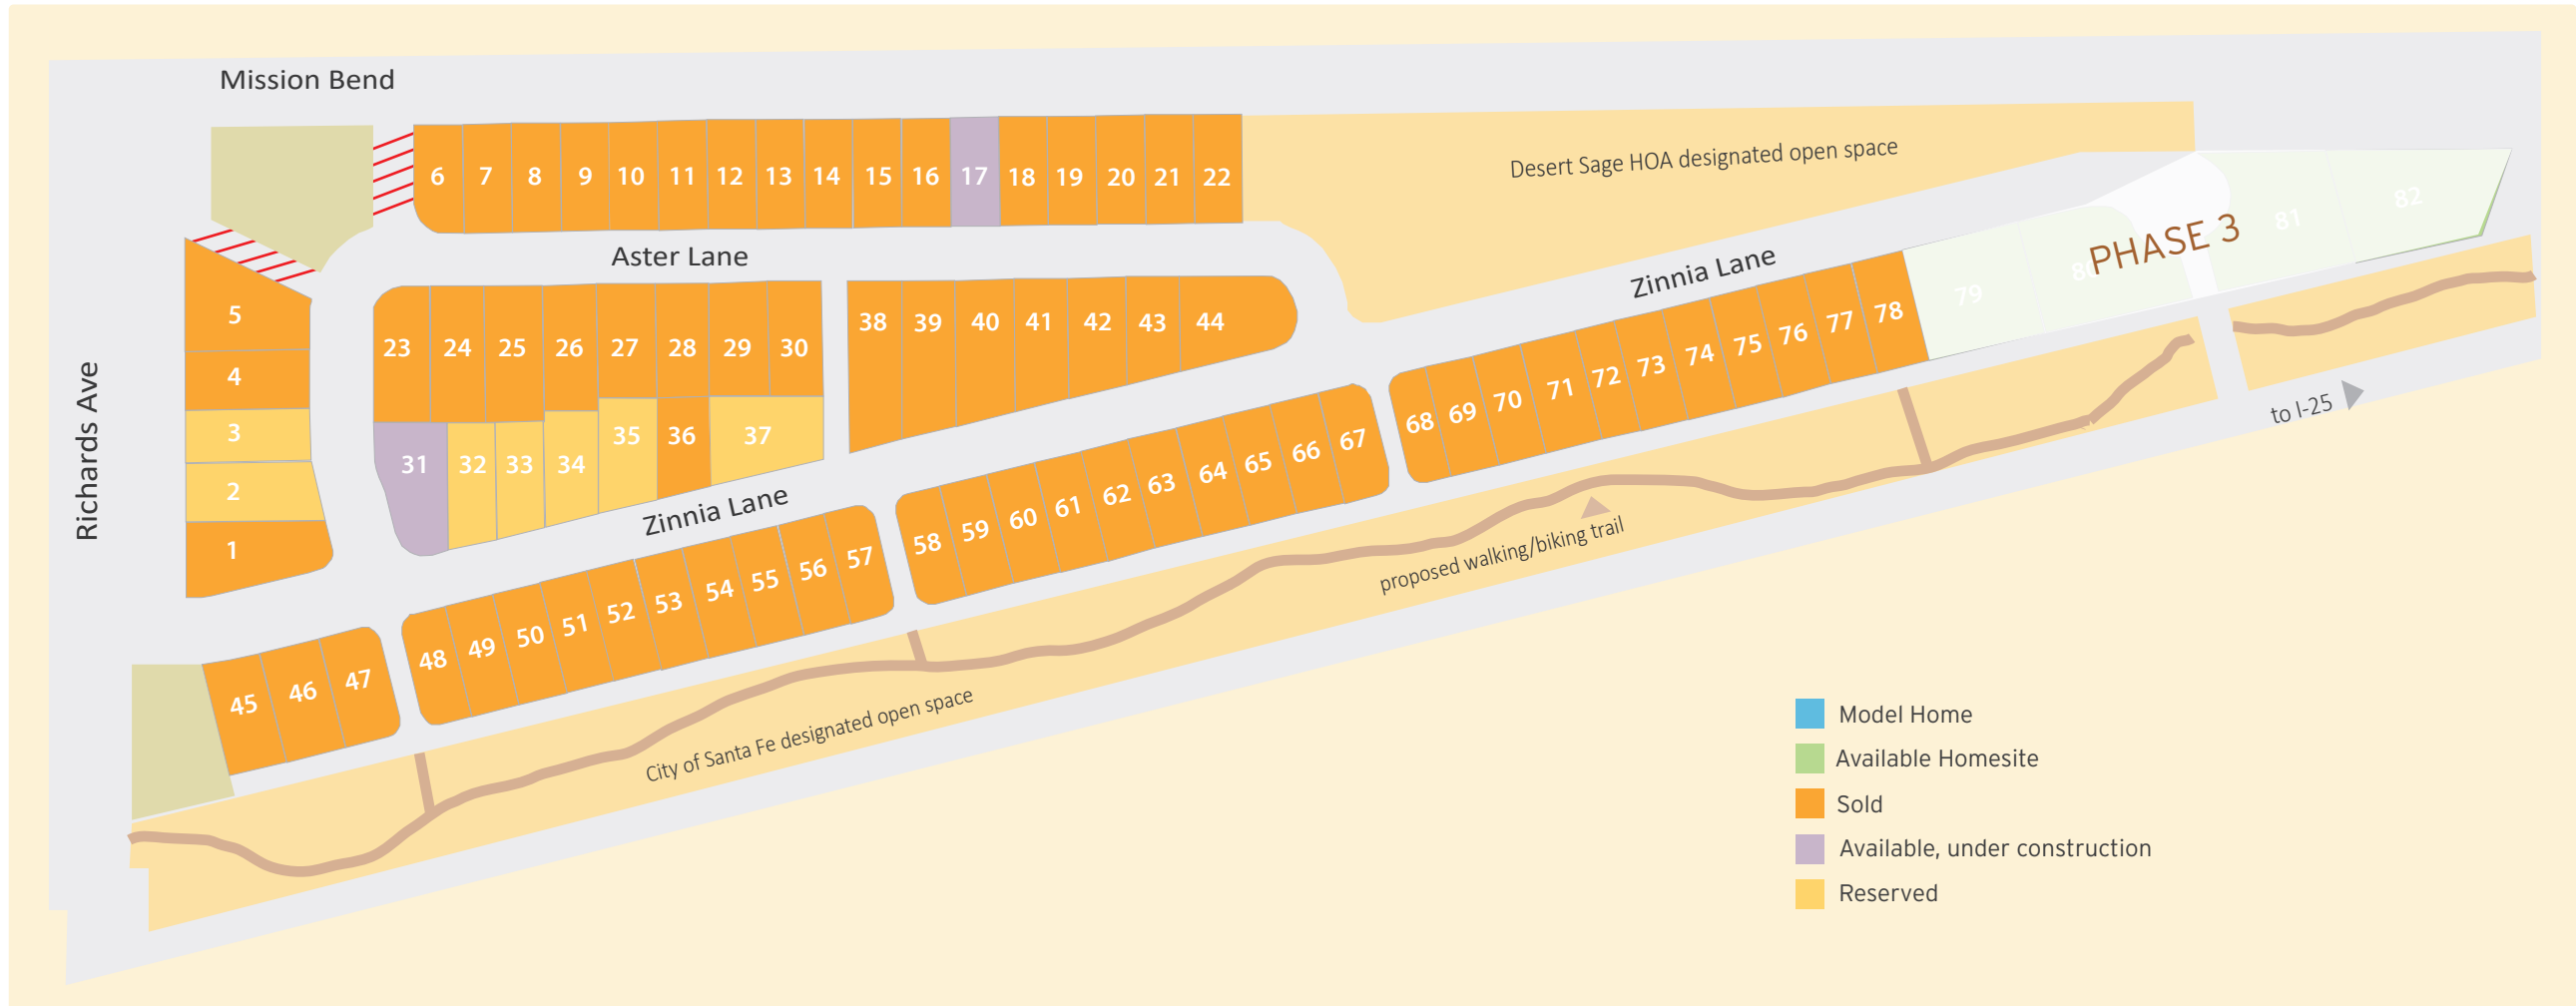 Mission Bend
6 7 8 9 10 11 12 13 14 15 16 17 18 19 20 21 22
Desert Sage HOA designated open space
Aster Lane
Richards Ave
5
4
3
2
1
23 24 25 26 27 28 29 30
31 32 33 34 35 36 37
38 39 40 41 42 43 44
Zinnia Lane
Zinnia Lane
45 46 47
48 49 50 51 52 53 54 55 56 57
58 59 60 61 62 63 64 65 66 67
68 69 70 71 72 73 74 75 76 77 78
79 81 82
PHASE 3
to I-25
proposed walking/biking trail
City of Santa Fe designated open space
Model Home
Available Homesite
Sold
Available, under construction
Reserved